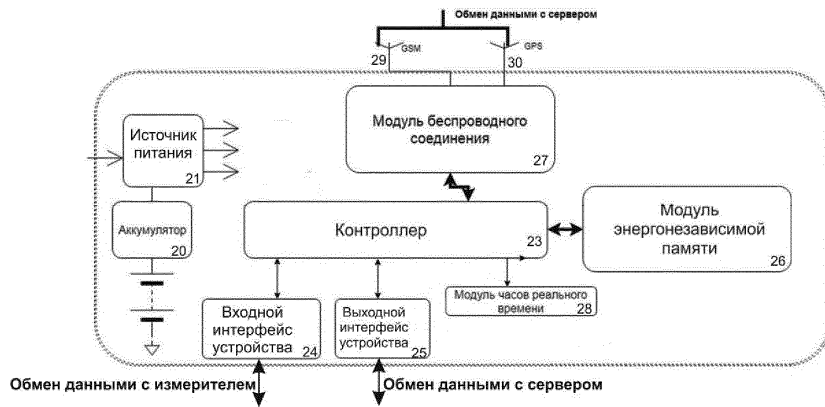 Обмен данными с сервером
GSM
GPS
29
30
Модуль беспроводного
соединения
27
Источник
питания
21
Аккумулятор
20
Контроллер
23
Модуль
энергонезависимой
памяти
26
Модуль часов реального
времени
28
Входной
интерфейс
устройства
24
Выходной
интерфейс
устройства
25
Обмен данными с измерителем
Обмен данными с сервером